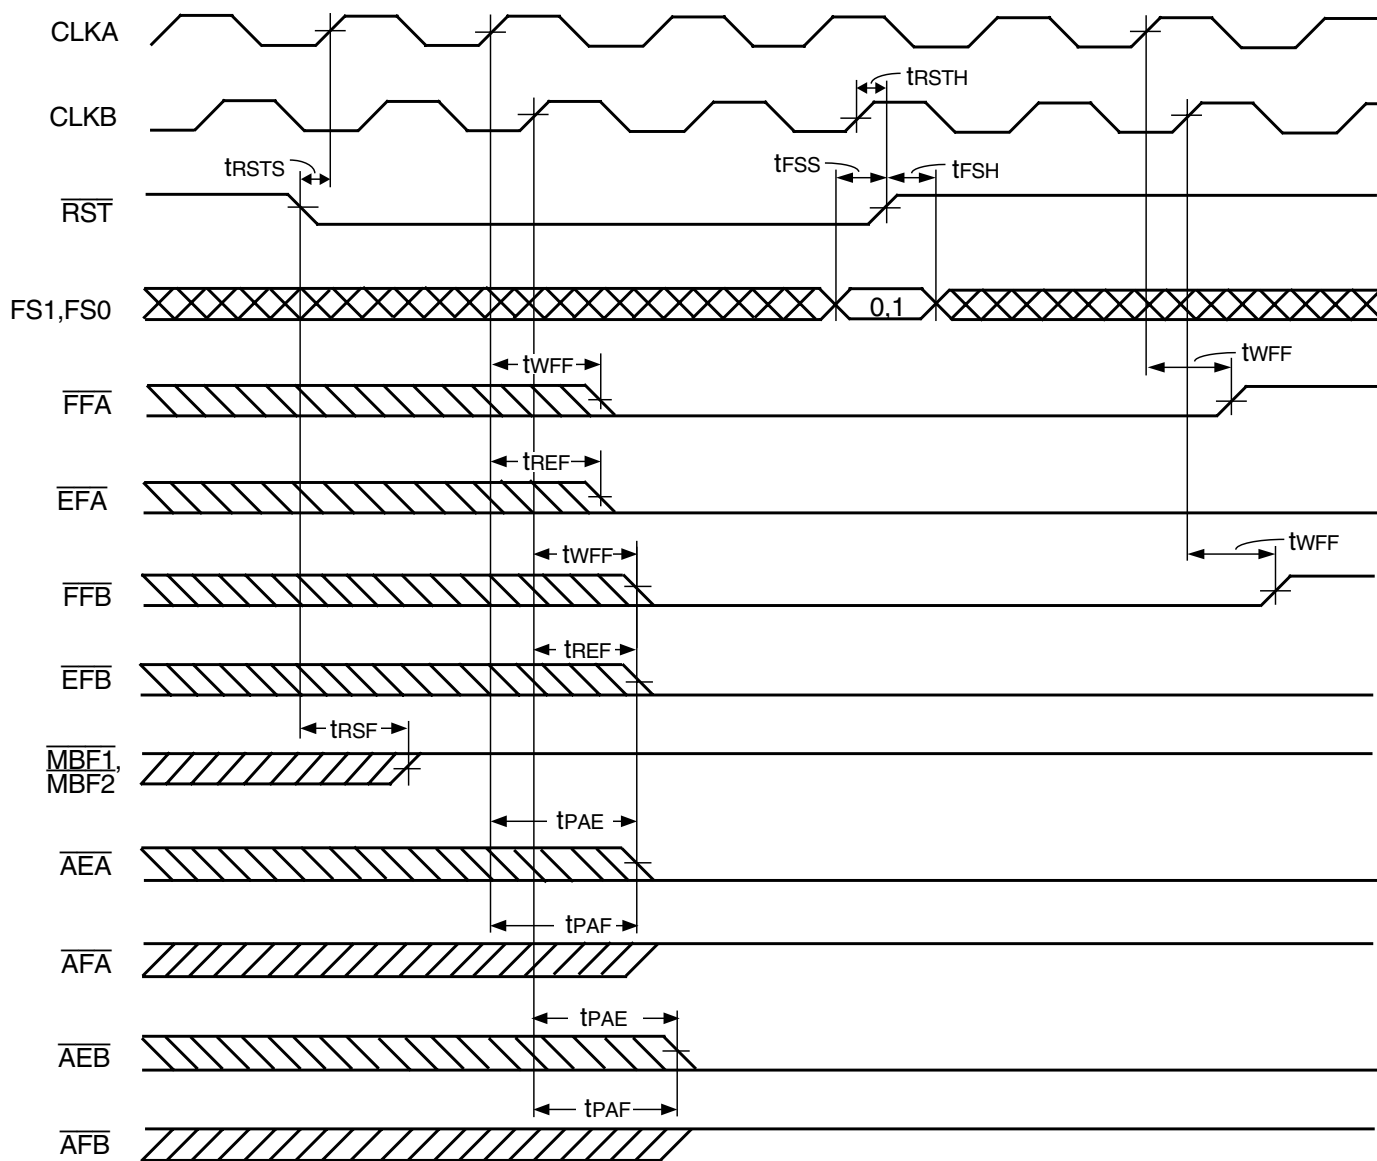 CLKA
tRSTH
CLKB
tRSTS
tFSS
tFSH
RST
FS1,FS0
0,1
tWFF
tWFF
FFA
tREF
EFA
tWFF
tWFF
FFB
tREF
EFB
tRSF
MBF1,
MBF2
tPAE
AEA
tPAF
AFA
tPAE
AEB
tPAF
AFB